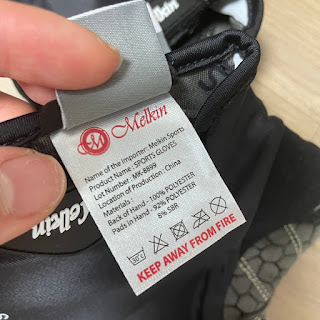 Melkin
Name of the Importer: Melkin Sports
Product Name : SPORTS GLOVES
Lot Number : MK-8899
Location of Production : China
Materials :
Back of Hand - 100% POLYESTER
Pads in Hand - 92% POLYESTER
8% SBR
30°C
KEEP AWAY FROM FIRE
Melkin